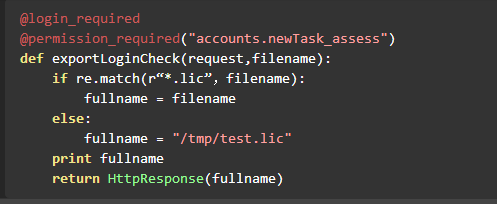 @login_required
@permission_required("accounts.newTask_assess")
def exportLoginCheck(request,filename):
    if re.match(r“*.lic”, filename):
        fullname = filename
    else:
        fullname = "/tmp/test.lic"
    print fullname
    return HttpResponse(fullname)